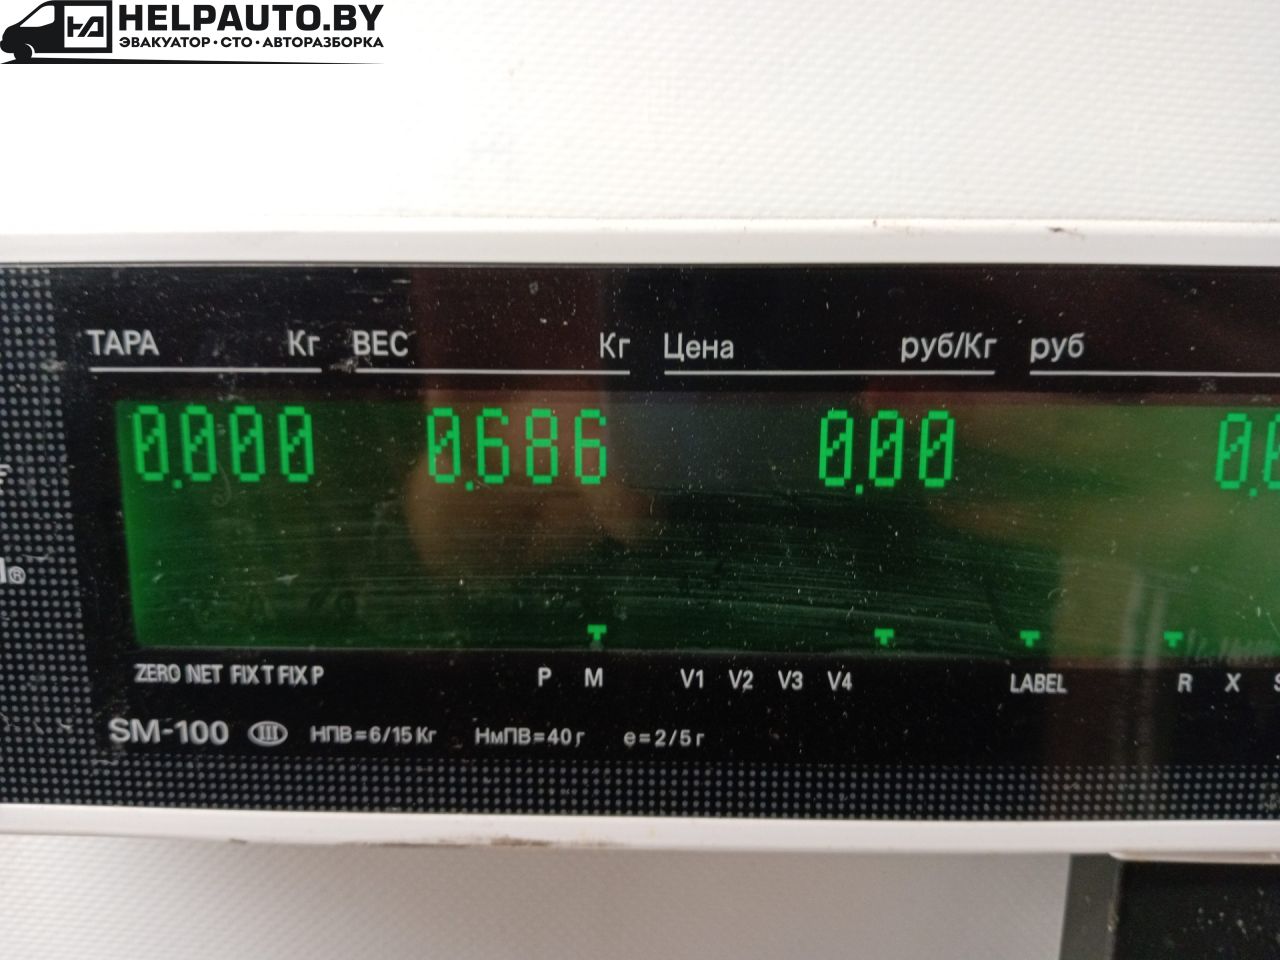 HELPAUTO.BY
ЭВАКУАТОР · СТО · АВТОРАЗБОРКА
ТАРА Кг ВЕС Кг Цена руб/Кг руб
0.000 0.686 0.00
ZERO NET FIX T FIX P P M V1 V2 V3 V4 LABEL R X
SM-100 III НПВ=6/15 Кг НмПВ=40 г e=2/5 г